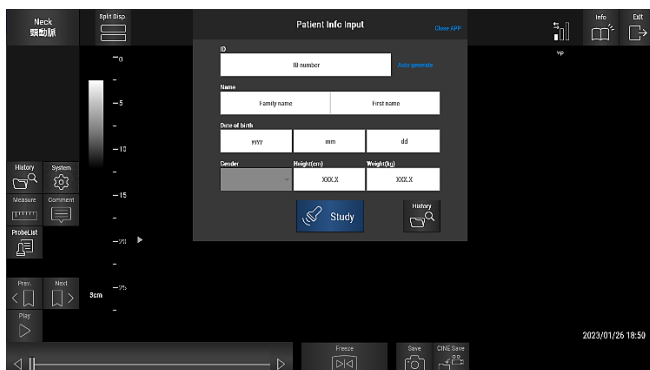 Neck
頸動脈
Split Disp
Patient Info Input
Close APP
Info
Exit
ID
ID number
Auto generate
Name
Family name
First name
Date of birth
yyyy
mm
dd
Gender
Height(cm)
Weight(kg)
XXX.X
XXX.X
Study
History
0
5
10
15
20
25
3cm
History
System
Measure
Comment
ProbeList
Prev.
Next
Play
Freeze
Save
CINE Save
vp
2023/01/26 18:50